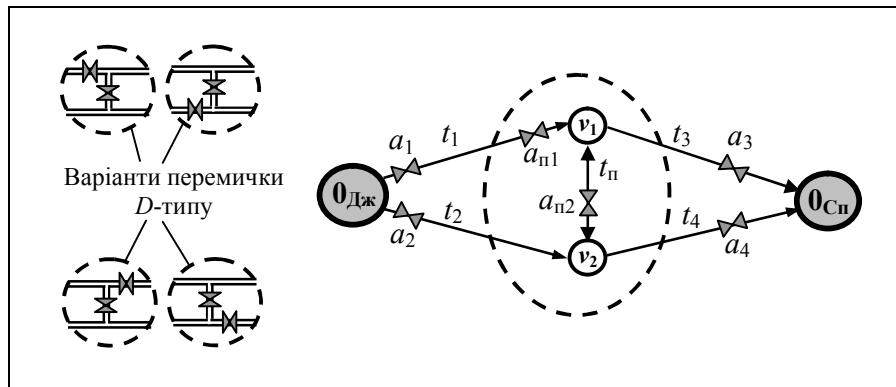 Варіанти перемички
D-типу
a₁
t₁
aп1
v₁
t₃
a₃
0Дж
tп
aп2
0Сп
a₂
t₂
v₂
t₄
a₄